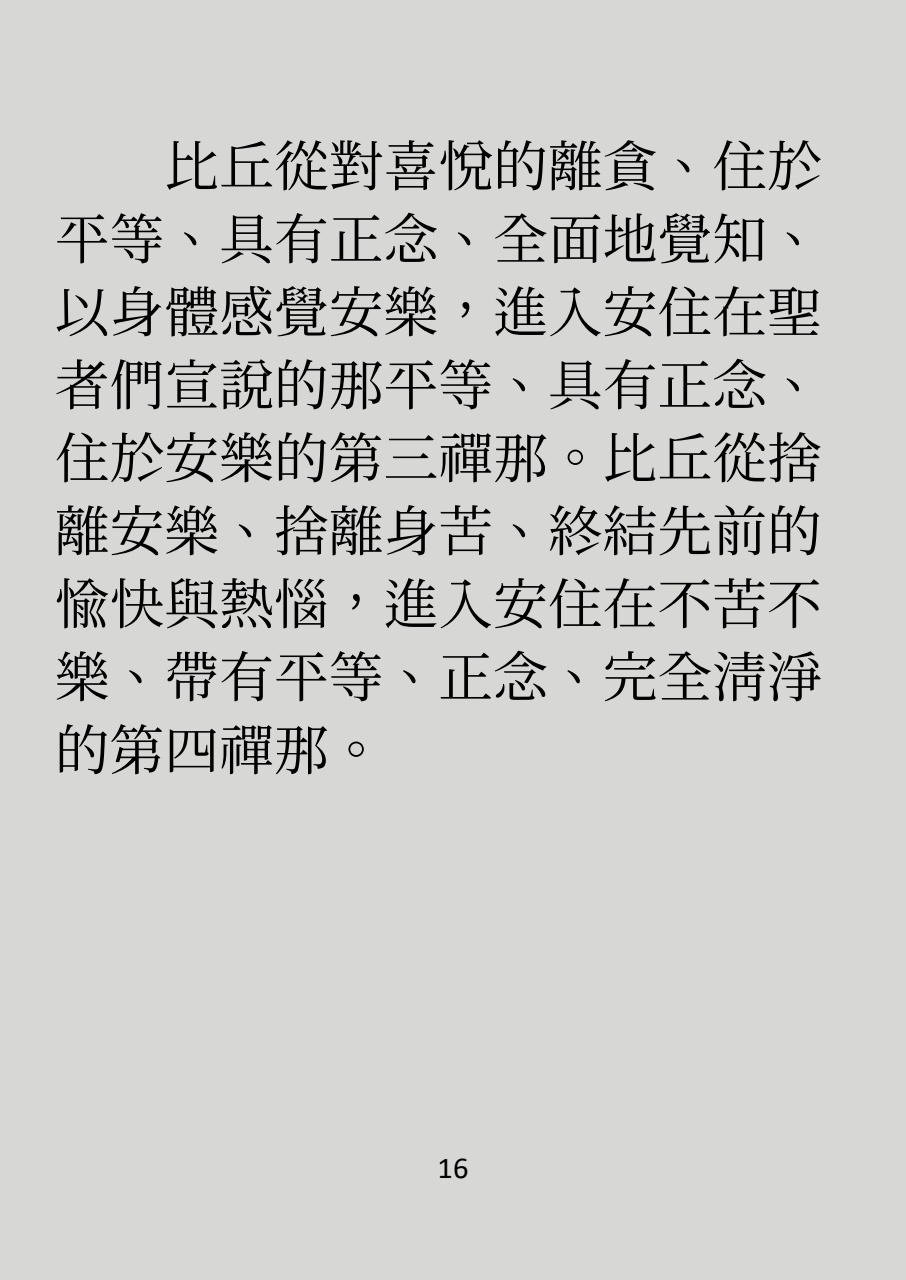 比丘從對喜悅的離貪、住於
平等、具有正念、全面地覺知、
以身體感覺安樂，進入安住在聖
者們宣說的那平等、具有正念、
住於安樂的第三禪那。比丘從捨
離安樂、捨離身苦、終結先前的
愉快與熱惱，進入安住在不苦不
樂、帶有平等、正念、完全清淨
的第四禪那。
16